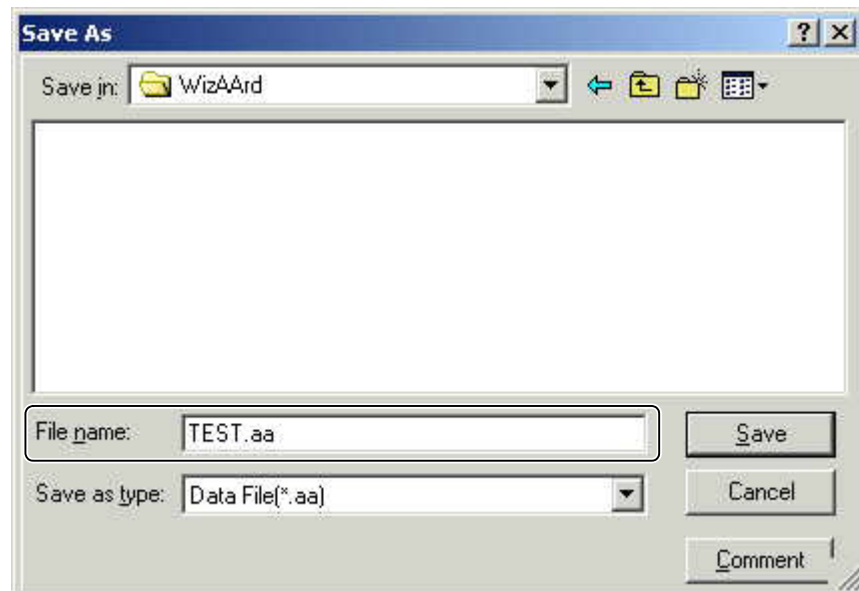 Save As
Save in: WizAArd
File name: TEST.aa
Save
Save as type: Data File(*.aa)
Cancel
Comment